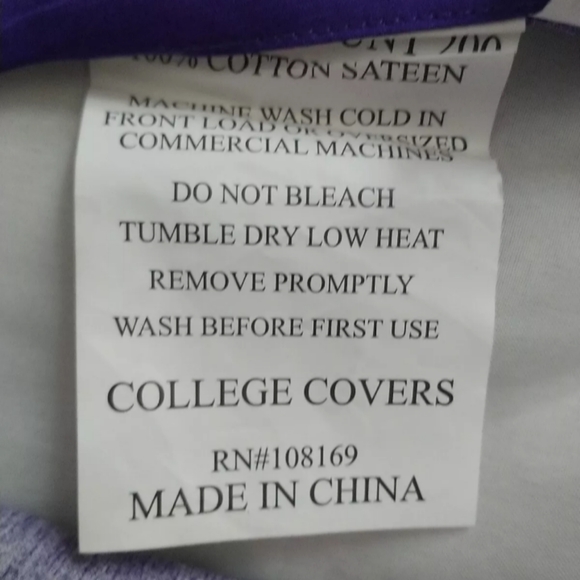 100% COTTON SATEEN
MACHINE WASH COLD IN
FRONT LOAD OR OVERSIZED
COMMERCIAL MACHINES
DO NOT BLEACH
TUMBLE DRY LOW HEAT
REMOVE PROMPTLY
WASH BEFORE FIRST USE
COLLEGE COVERS
RN#108169
MADE IN CHINA